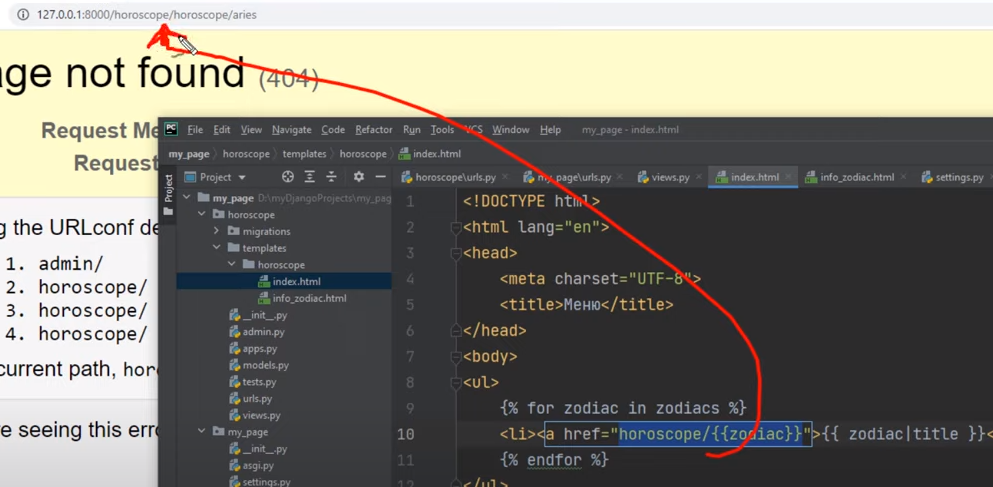 127.0.0.1:8000/horoscope/horoscope/aries
age not found (404)
Request Me
Request
g the URLconf de
1. admin/
2. horoscope/
3. horoscope/
4. horoscope/
current path, hor
re seeing this erro
PC File Edit View Navigate Code Refactor Run Tools VCS Window Help my_page - index.html
my_page horoscope templates horoscope index.html
Project
Project
horoscope\urls.py my_page\urls.py views.py index.html info_zodiac.html settings.py
my_page D:\myDjangoProjects\my_pag
horoscope
migrations
templates
horoscope
index.html
info_zodiac.html
__init__.py
admin.py
apps.py
models.py
tests.py
urls.py
views.py
my_page
__init__.py
asgi.py
settings.py
1 <!DOCTYPE html>
2 <html lang="en">
3 <head>
4 <meta charset="UTF-8">
5 <title>Меню</title>
6 </head>
7 <body>
8 <ul>
9 {% for zodiac in zodiacs %}
10 <li><a href="horoscope/{{zodiac}}">{{ zodiac|title }}<
11 {% endfor %}
12 </ul>